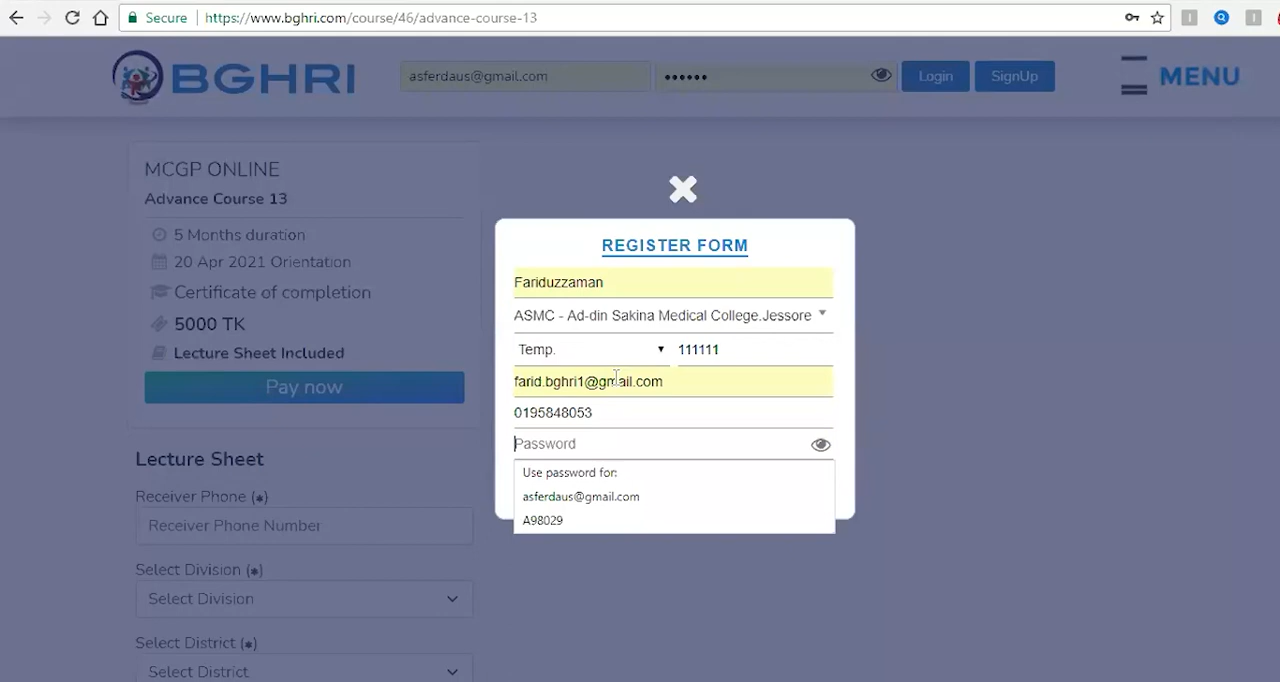 Secure https://www.bghri.com/course/46/advance-course-13
BGHRI asferdaus@gmail.com •••••• Login SignUp MENU
MCGP ONLINE
Advance Course 13
5 Months duration
20 Apr 2021 Orientation
Certificate of completion
5000 TK
Lecture Sheet Included
Pay now
Lecture Sheet
Receiver Phone (*)
Receiver Phone Number
Select Division (*)
Select Division
Select District (*)
Select District
REGISTER FORM
Fariduzzaman
ASMC - Ad-din Sakina Medical College.Jessore
Temp. 111111
farid.bghri1@gmail.com
0195848053
Password
Use password for:
asferdaus@gmail.com
A98029